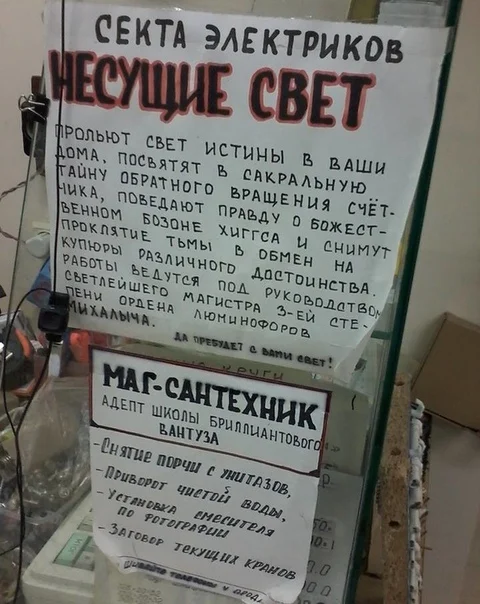 СЕКТА ЭЛЕКТРИКОВ
НЕСУЩИЕ СВЕТ
ПРОЛЬЮТ СВЕТ ИСТИНЫ В ВАШИ
ДОМА, ПОСВЯТЯТ В САКРАЛЬНУЮ
ТАЙНУ ОБРАТНОГО ВРАЩЕНИЯ СЧЁТ-
ЧИКА, ПОВЕДАЮТ ПРАВДУ О БОЖЕСТ-
ВЕННОМ БОЗОНЕ ХИГГСА И СНИМУТ
ПРОКЛЯТИЕ ТЬМЫ В ОБМЕН НА
КУПЮРЫ РАЗЛИЧНОГО ДОСТОИНСТВА.
РАБОТЫ ВЕДУТСЯ ПОД РУКОВОДСТВОМ
СВЕТЛЕЙШЕГО МАГИСТРА 3-ЕЙ СТЕ-
ПЕНИ ОРДЕНА ЛЮМИНОФОРОВ
МИХАЛЫЧА.
ДА ПРЕБУДЕТ С ВАМИ СВЕТ!
КРУГИ
МАГ-САНТЕХНИК
АДЕПТ ШКОЛЫ БРИЛЛИАНТОВОГО
ВАНТУЗА
-СНЯТИЕ ПОРЧИ С УНИТАЗОВ,
-ПРИВОРОТ ЧИСТОЙ ВОДЫ,
-УСТАНОВКА СМЕСИТЕЛЯ
ПО ФОТОГРАФИИ
-ЗАГОВОР ТЕКУЩИХ КРАНОВ